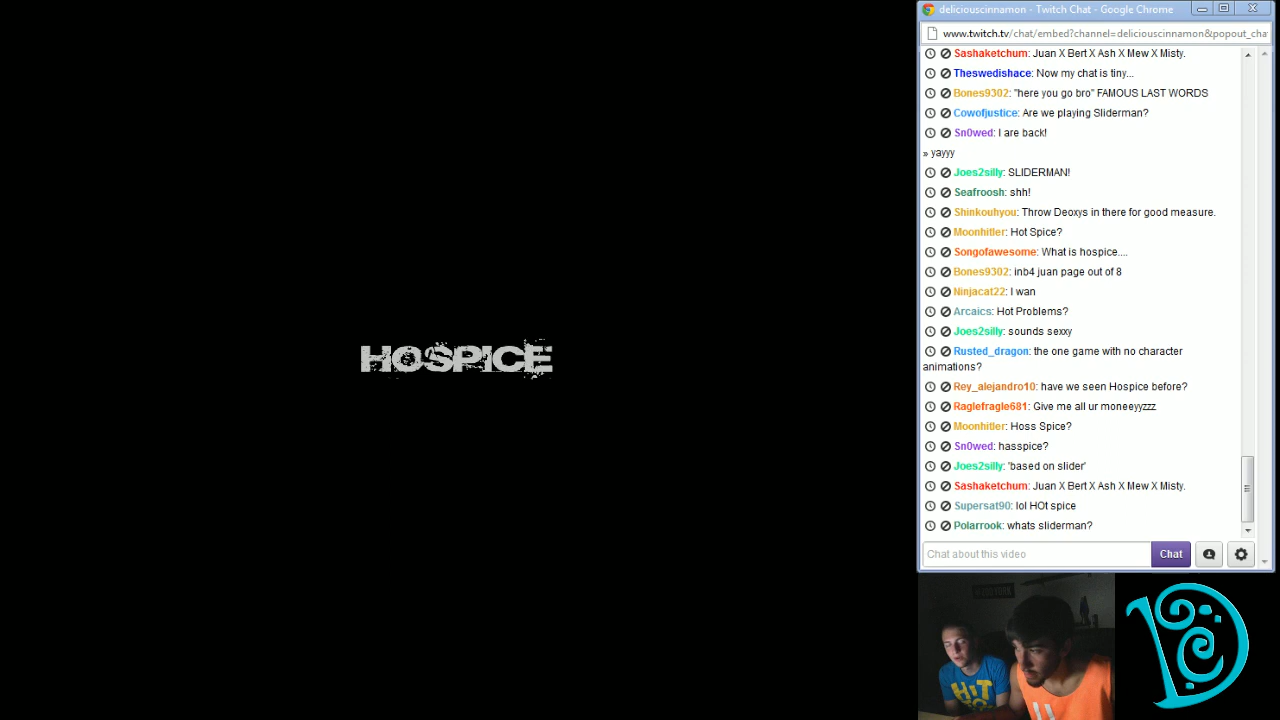 HOSPICE
deliciouscinnamon - Twitch Chat - Google Chrome
www.twitch.tv/chat/embed?channel=deliciouscinnamon&popout_cha
Sashaketchum: Juan X Bert X Ash X Mew X Misty.
Theswedishace: Now my chat is tiny...
Bones9302: "here you go bro" FAMOUS LAST WORDS
Cowofjustice: Are we playing Sliderman?
Sn0wed: I are back!
» yayyy
Joes2silly: SLIDERMAN!
Seafroosh: shh!
Shinkouhyou: Throw Deoxys in there for good measure.
Moonhitler: Hot Spice?
Songofawesome: What is hospice....
Bones9302: inb4 juan page out of 8
Ninjacat22: I wan
Arcaics: Hot Problems?
Joes2silly: sounds sexxy
Rusted_dragon: the one game with no character
animations?
Rey_alejandro10: have we seen Hospice before?
Raglefragle681: Give me all ur moneeyyzzz
Moonhitler: Hoss Spice?
Sn0wed: hasspice?
Joes2silly: 'based on slider'
Sashaketchum: Juan X Bert X Ash X Mew X Misty.
Supersat90: lol HOt spice
Polarrook: whats sliderman?
Chat about this video
Chat
HIT